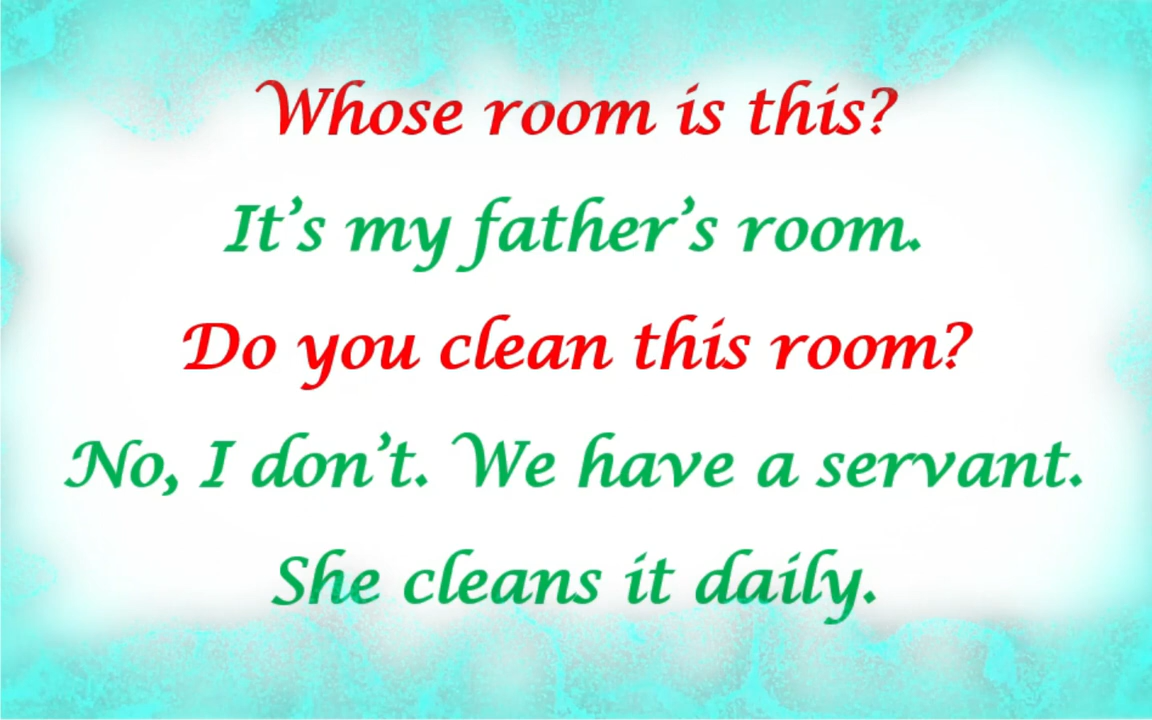 Whose room is this?
It’s my father’s room.
Do you clean this room?
No, I don’t. We have a servant.
She cleans it daily.